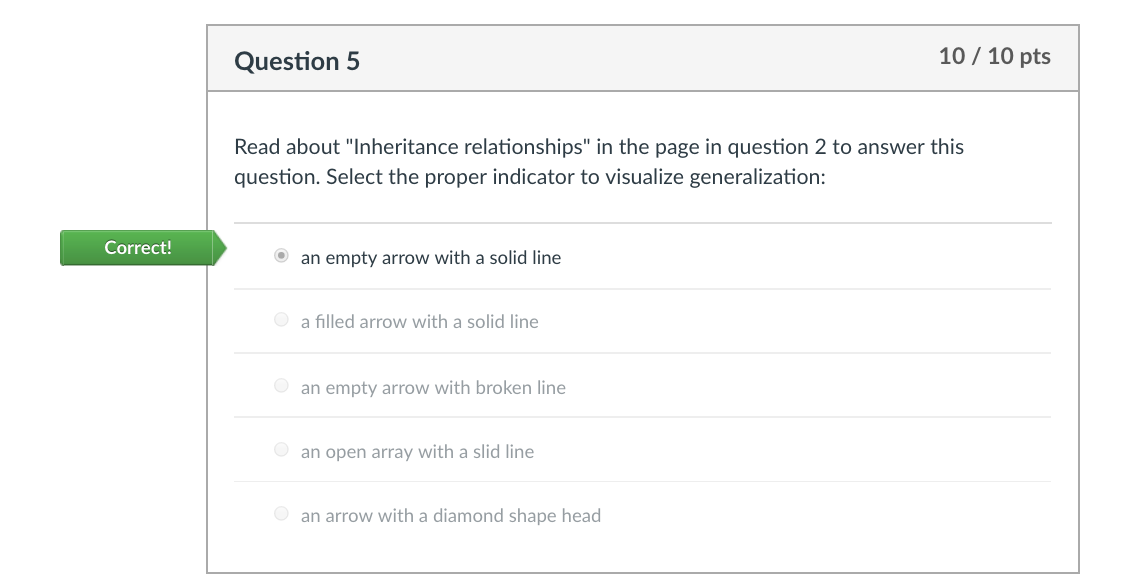 Question 5
10 / 10 pts
Read about "Inheritance relationships" in the page in question 2 to answer this
question. Select the proper indicator to visualize generalization:
Correct!
an empty arrow with a solid line
a filled arrow with a solid line
an empty arrow with broken line
an open array with a slid line
an arrow with a diamond shape head